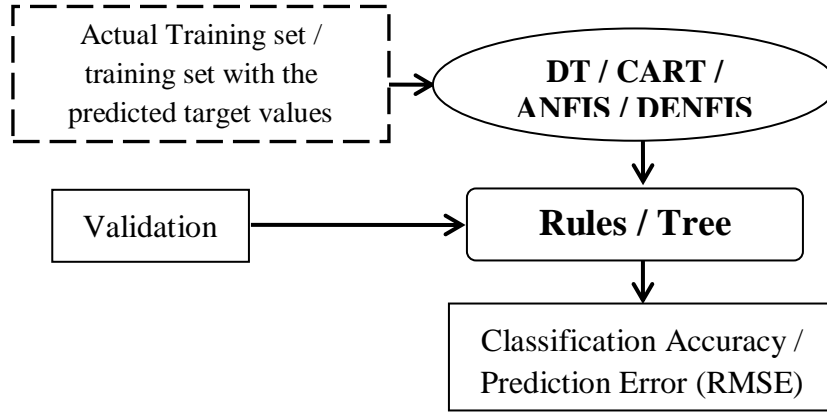 Actual Training set /
training set with the
predicted target values
DT / CART /
ANFIS / DENFIS
Validation
Rules / Tree
Classification Accuracy /
Prediction Error (RMSE)